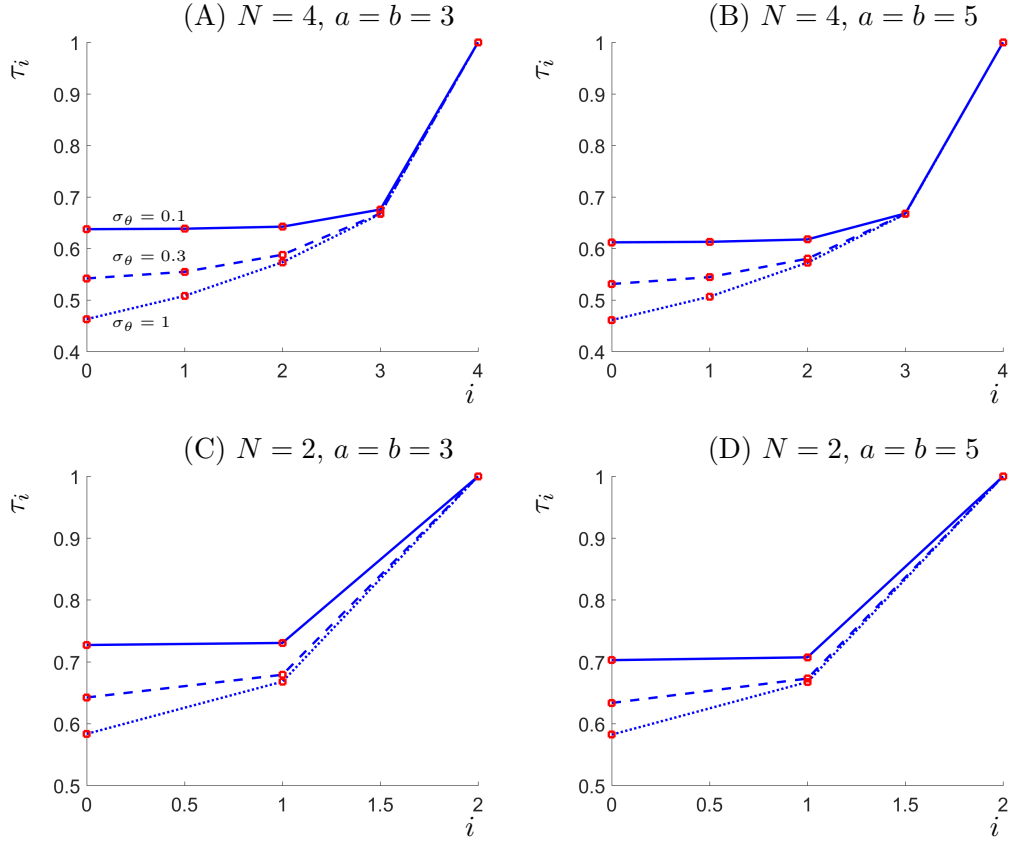 (A) N = 4, a = b = 3
τᵢ
1
0.9
0.8
0.7
0.6
0.5
0.4
σθ = 0.1
σθ = 0.3
σθ = 1
0 1 2 3 4
i
(B) N = 4, a = b = 5
τᵢ
1
0.9
0.8
0.7
0.6
0.5
0.4
0 1 2 3 4
i
(C) N = 2, a = b = 3
τᵢ
1
0.9
0.8
0.7
0.6
0.5
0 0.5 1 1.5 2
i
(D) N = 2, a = b = 5
τᵢ
1
0.9
0.8
0.7
0.6
0.5
0 0.5 1 1.5 2
i